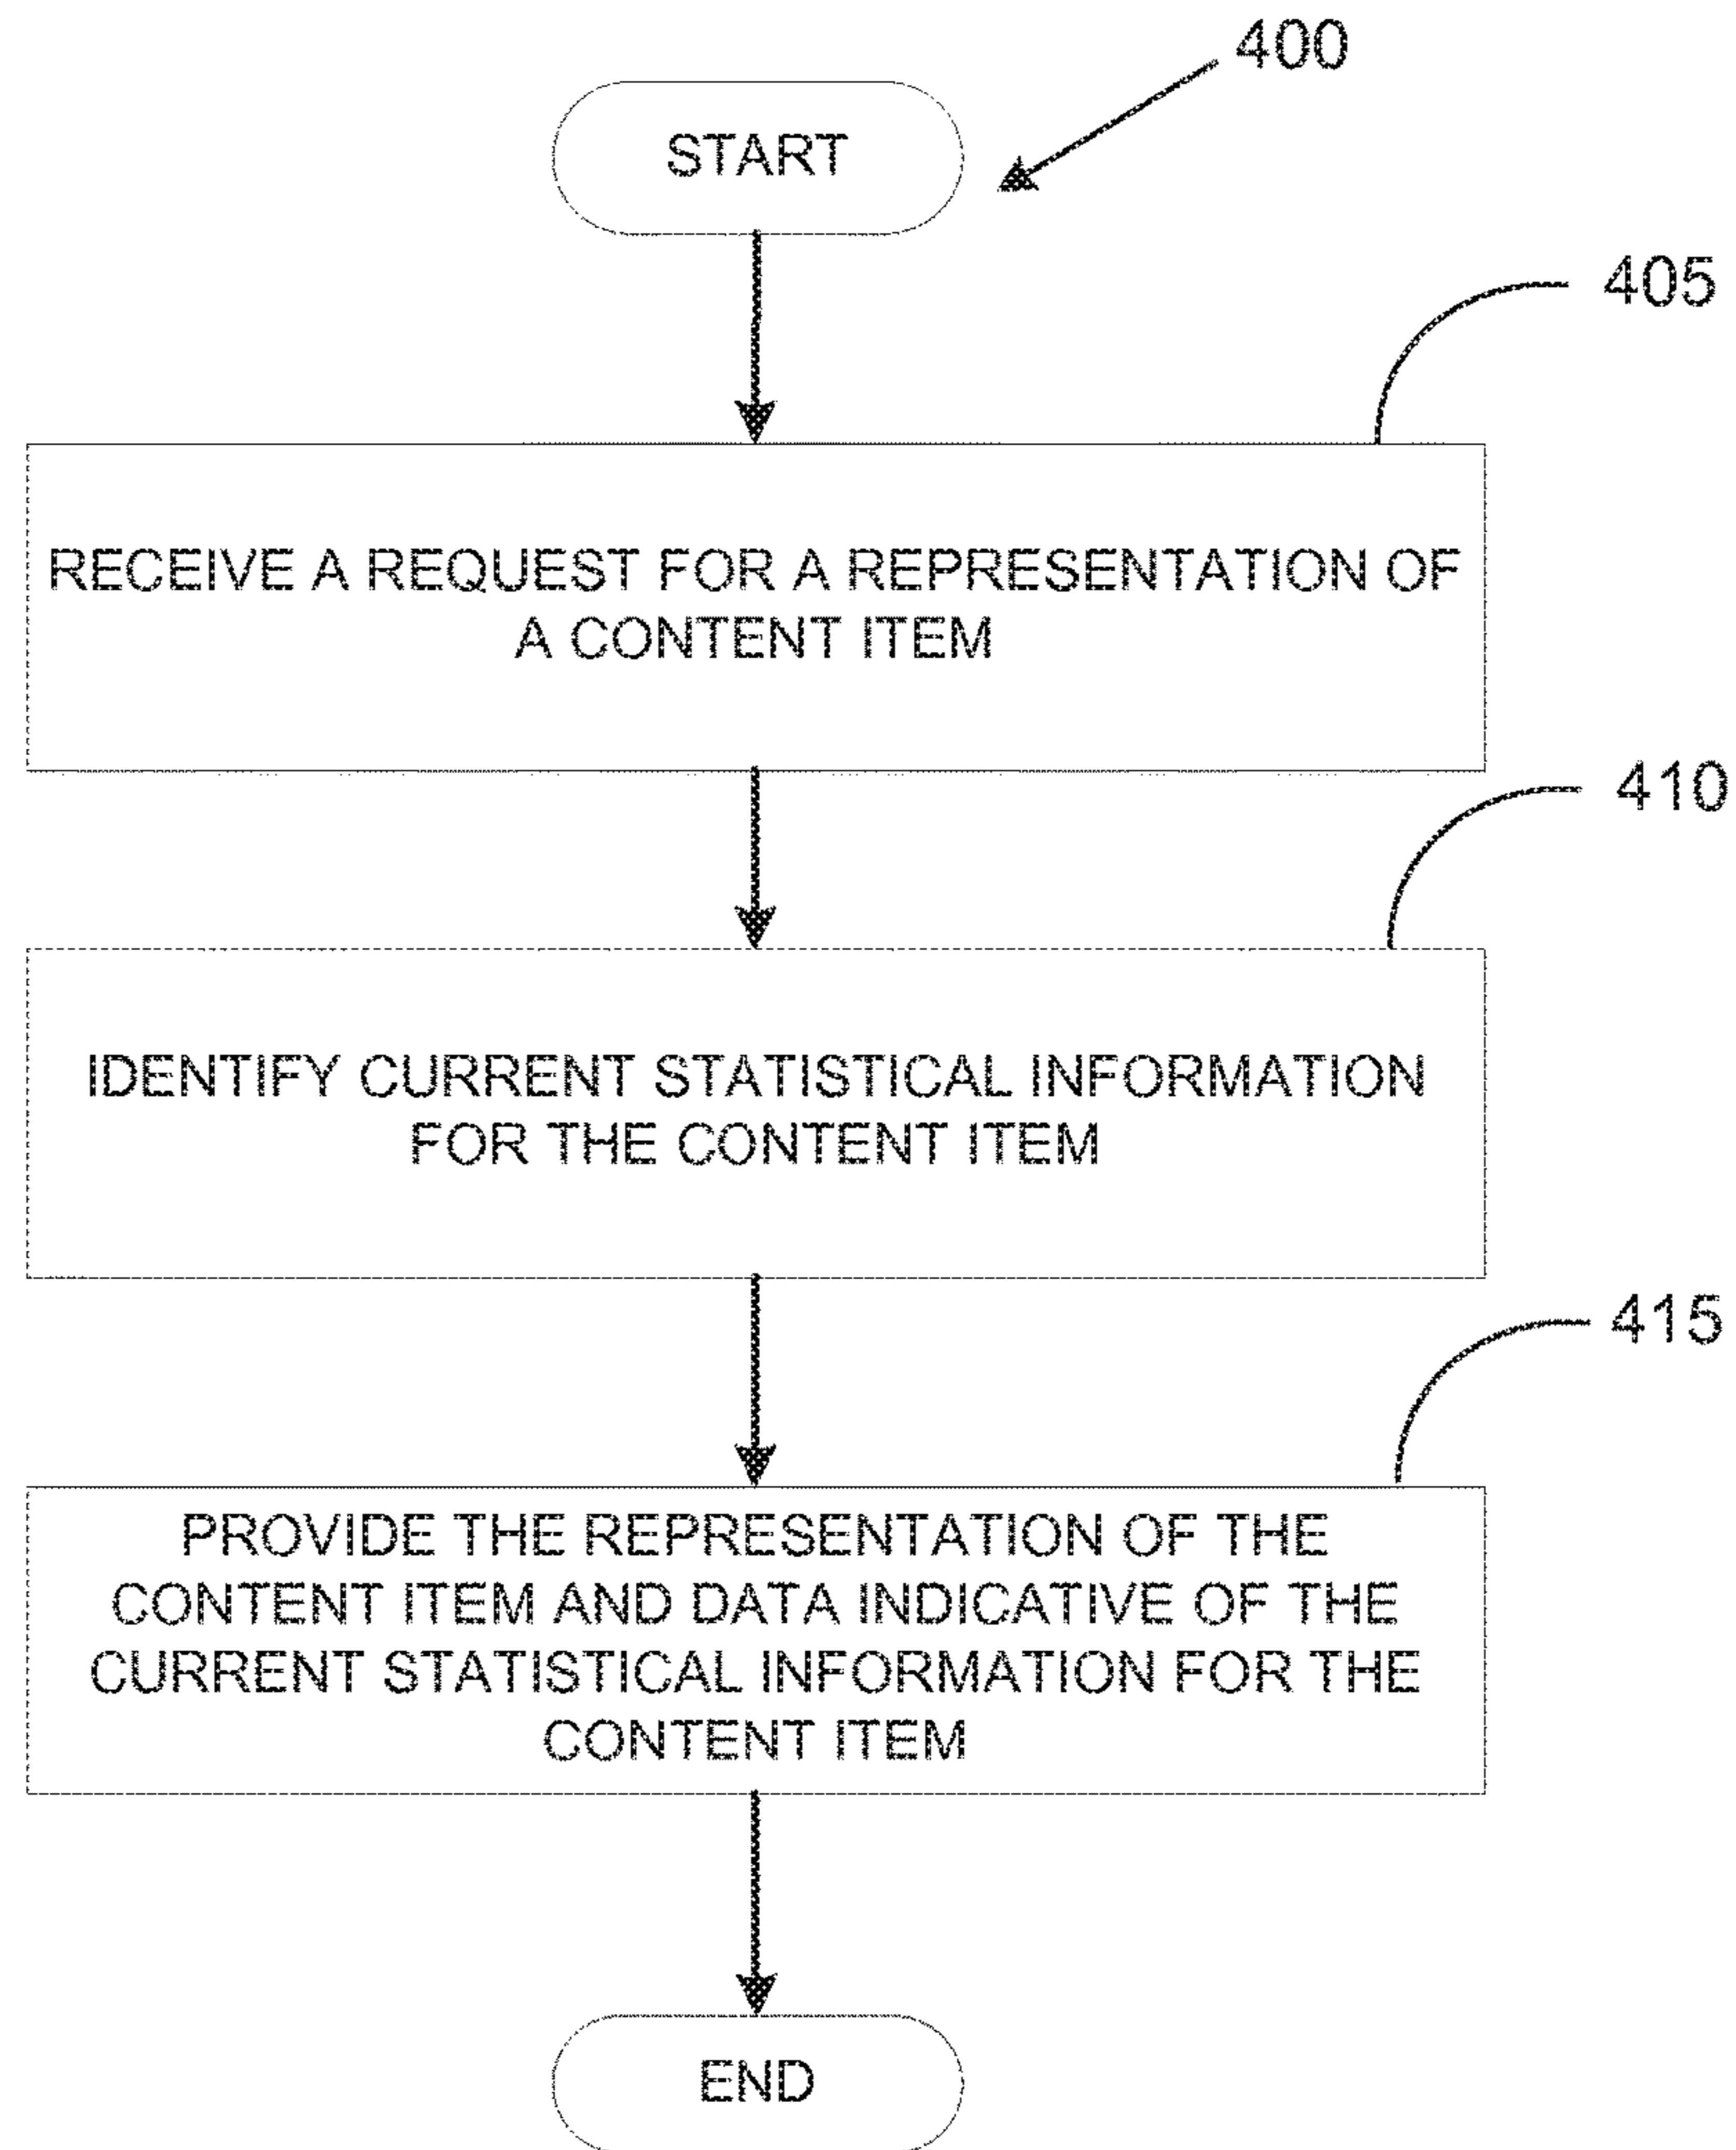 400
START
405
RECEIVE A REQUEST FOR A REPRESENTATION OF
A CONTENT ITEM
410
IDENTIFY CURRENT STATISTICAL INFORMATION
FOR THE CONTENT ITEM
415
PROVIDE THE REPRESENTATION OF THE
CONTENT ITEM AND DATA INDICATIVE OF THE
CURRENT STATISTICAL INFORMATION FOR THE
CONTENT ITEM
END